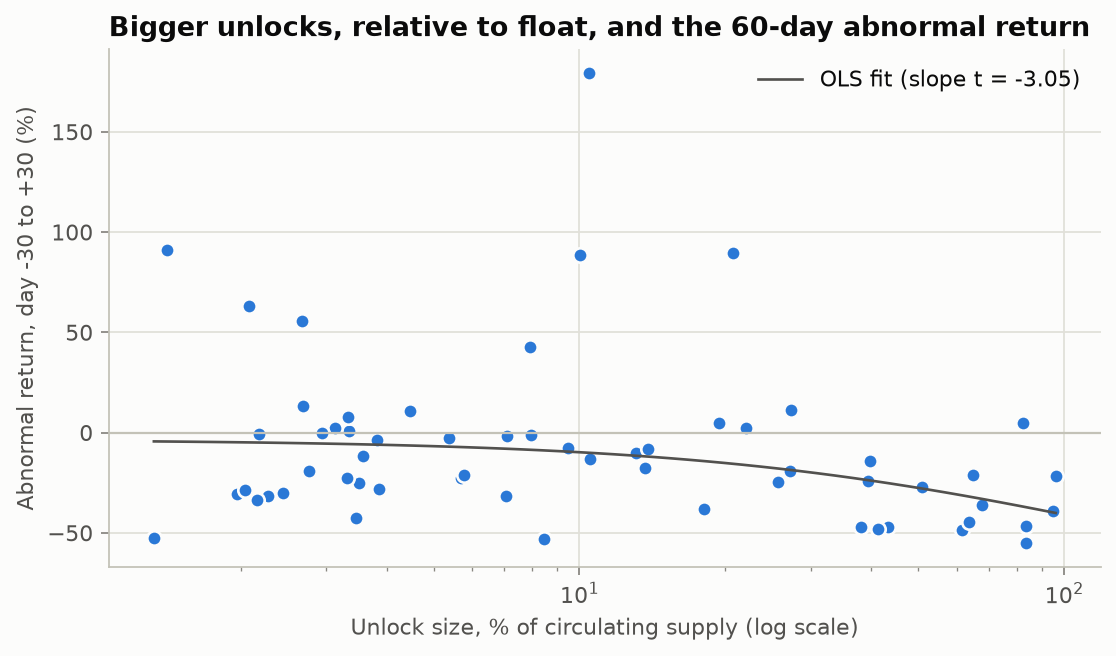 Bigger unlocks, relative to float, and the 60-day abnormal return
OLS fit (slope t = -3.05)
Abnormal return, day -30 to +30 (%)
150
100
50
0
−50
10¹
10²
Unlock size, % of circulating supply (log scale)